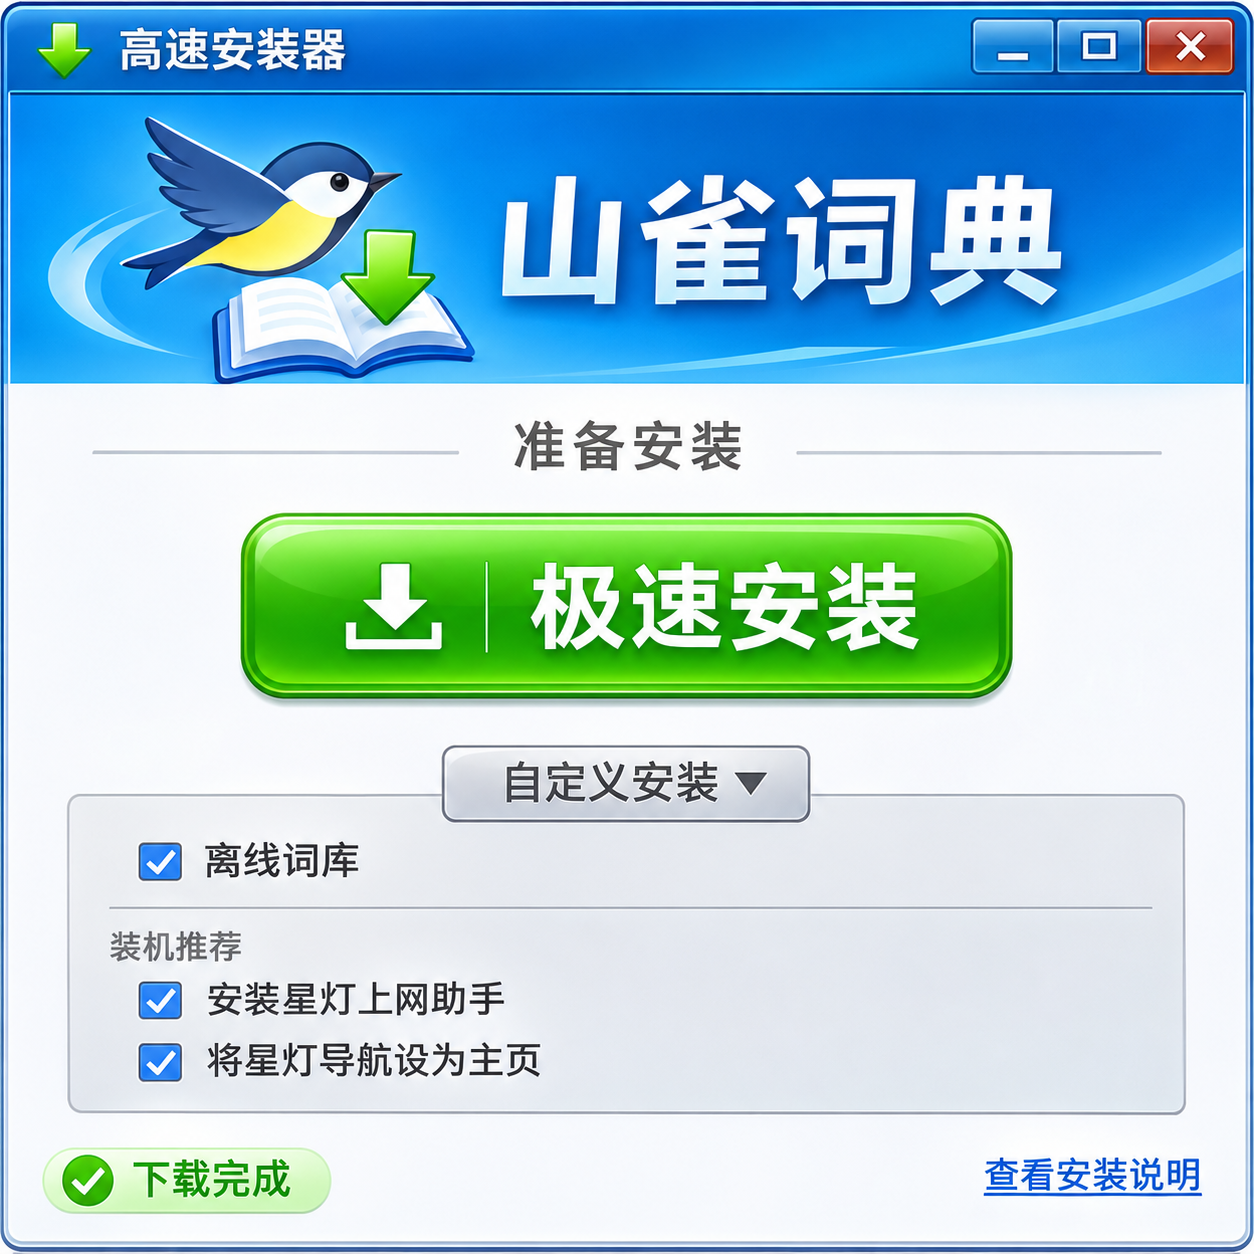 高速安装器
山雀词典
准备安装
极速安装
自定义安装
离线词库
装机推荐
安装星灯上网助手
将星灯导航设为主页
下载完成
查看安装说明